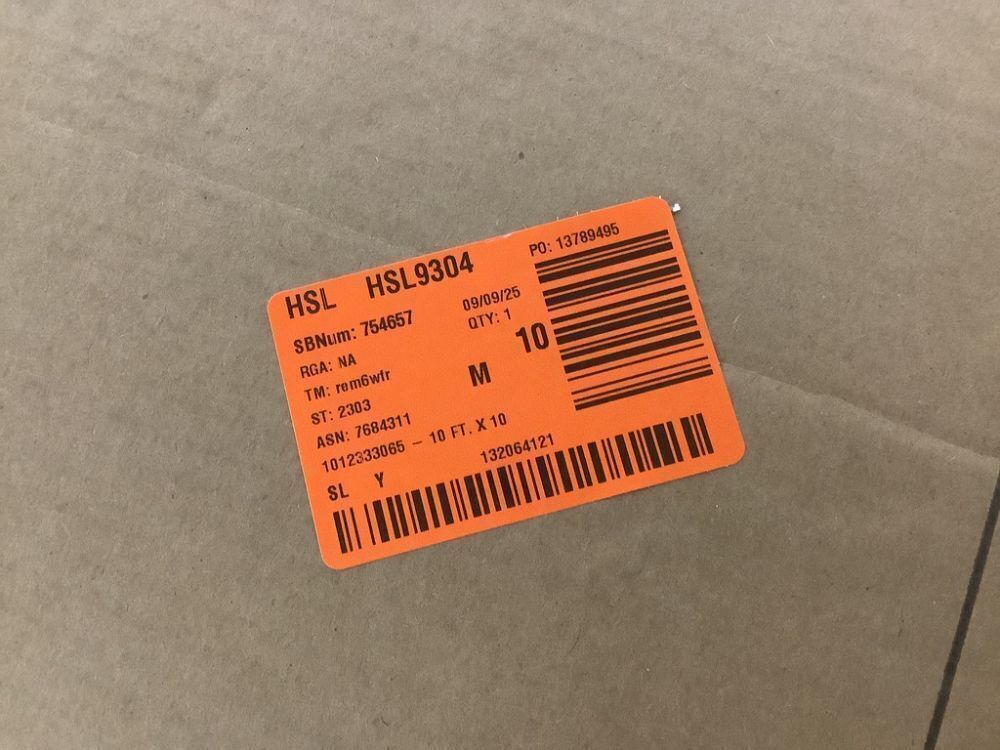 HSL HSL9304
PO: 13789495
SBNum: 754657
09/09/25
RGA: NA
QTY: 1
10
TM: rem6wfr
M
ST: 2303
ASN: 7684311
1012333065 – 10 FT. X 10
SL Y
132064121